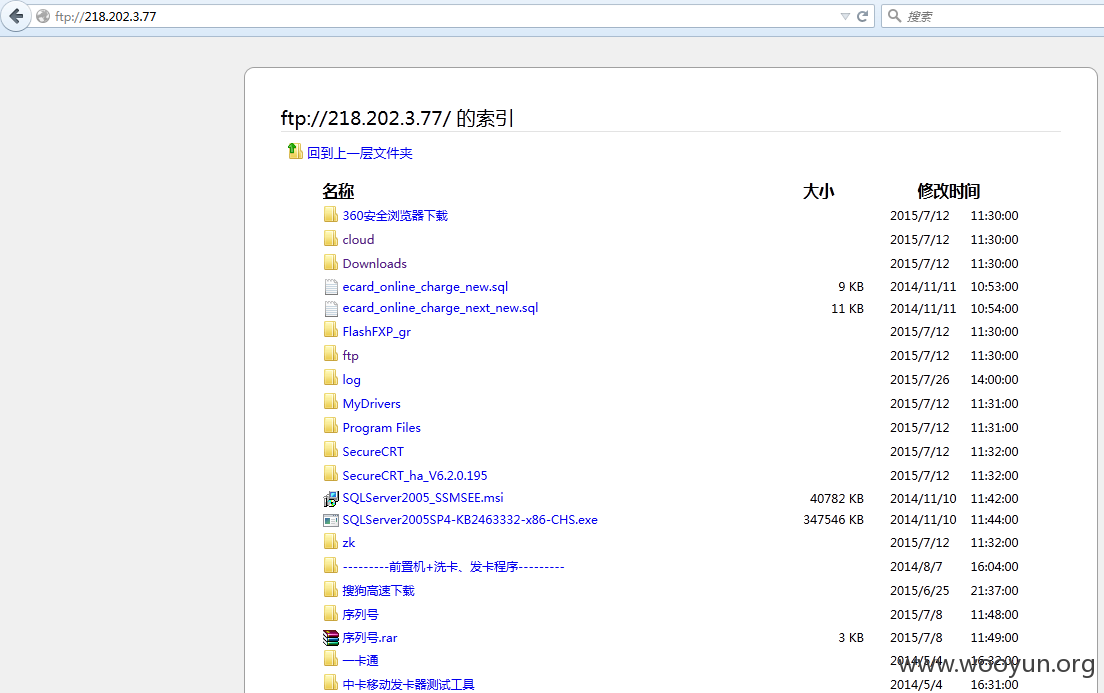 ftp://218.202.3.77 搜索
ftp://218.202.3.77/ 的索引
回到上一层文件夹
名称 大小 修改时间
360安全浏览器下载 2015/7/12 11:30:00
cloud 2015/7/12 11:30:00
Downloads 2015/7/12 11:30:00
ecard_online_charge_new.sql 9 KB 2014/11/11 10:53:00
ecard_online_charge_next_new.sql 11 KB 2014/11/11 10:54:00
FlashFXP_gr 2015/7/12 11:30:00
ftp 2015/7/12 11:30:00
log 2015/7/26 14:00:00
MyDrivers 2015/7/12 11:31:00
Program Files 2015/7/12 11:31:00
SecureCRT 2015/7/12 11:32:00
SecureCRT_ha_V6.2.0.195 2015/7/12 11:32:00
SQLServer2005_SSMSEE.msi 40782 KB 2014/11/10 11:42:00
SQLServer2005SP4-KB2463332-x86-CHS.exe 347546 KB 2014/11/10 11:44:00
zk 2015/7/12 11:32:00
---------前置机+洗卡、发卡程序--------- 2014/8/7 16:04:00
搜狗高速下载 2015/6/25 21:37:00
序列号 2015/7/8 11:48:00
序列号.rar 3 KB 2015/7/8 11:49:00
一卡通 2014/5/4 16:32:00
www.wooyun.org
中卡移动发卡器测试工具 2014/5/4 16:31:00